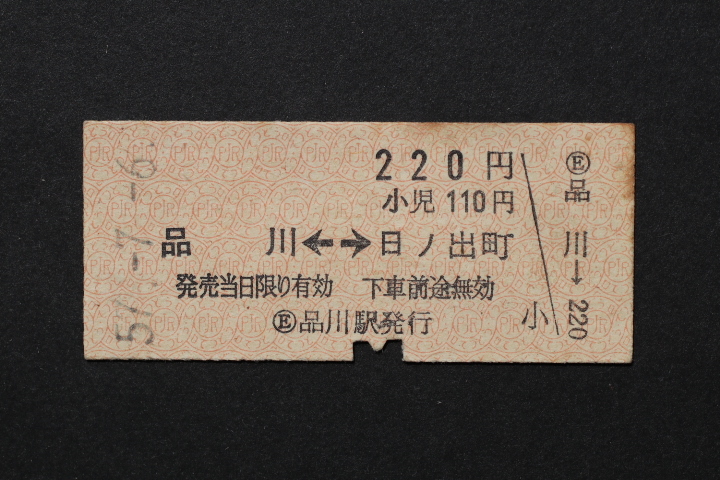 220円
小児 110円
品川←→日ノ出町
発売当日限り有効 下車前途無効
Ⓔ品川駅発行
小
Ⓔ品川→220
-7.-6